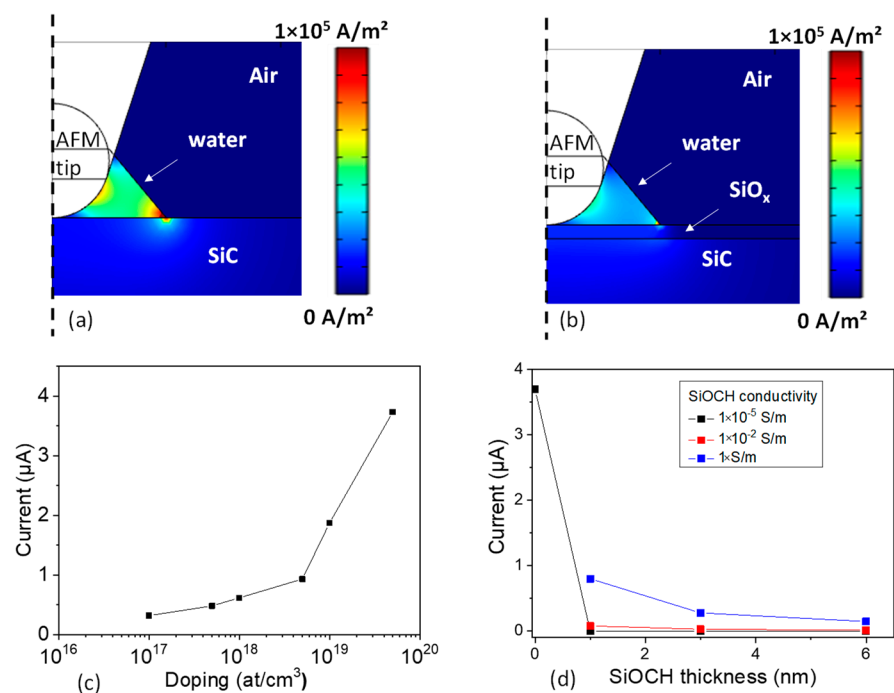 1×10⁵ A/m²
Air
AFM
tip
water
SiC
(a)
0 A/m²
1×10⁵ A/m²
Air
AFM
tip
water
SiOₓ
SiC
(b)
0 A/m²
4
3
2
1
0
Current (μA)
10¹⁶ 10¹⁷ 10¹⁸ 10¹⁹ 10²⁰
(c) Doping (at/cm³)
4
3
2
1
0
Current (μA)
SiOCH conductivity
1×10⁻⁵ S/m
1×10⁻² S/m
1×S/m
0 2 4 6
(d) SiOCH thickness (nm)